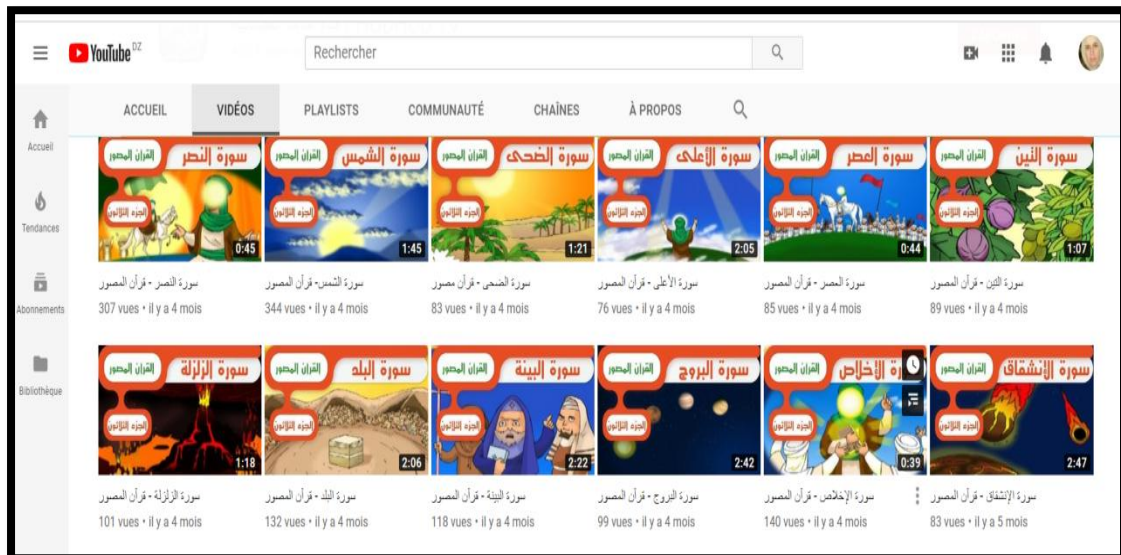 YouTube DZ
Rechercher
ACCUEIL VIDÉOS PLAYLISTS COMMUNAUTÉ CHAÎNES À PROPOS
Accueil
Tendances
Abonnements
Bibliothèque
سورة النصر القرآن المصور
الجزء الثلاثون
0:45
سورة النصر - قرآن المصور
307 vues • il y a 4 mois
سورة الشمس القرآن المصور
الجزء الثلاثون
1:45
سورة الشمس- قرآن المصور
344 vues • il y a 4 mois
سورة الضحى القرآن المصور
الجزء الثلاثون
1:21
سورة الضحى - قرآن مصور
83 vues • il y a 4 mois
سورة الأعلى القرآن المصور
الجزء الثلاثون
2:05
سورة الأعلى - قرآن المصور
76 vues • il y a 4 mois
سورة العصر القرآن المصور
الجزء الثلاثون
0:44
سورة العصر - قرآن المصور
85 vues • il y a 4 mois
سورة التين القرآن المصور
الجزء الثلاثون
1:07
سورة التين - قرآن المصور
89 vues • il y a 4 mois
سورة الزلزلة القرآن المصور
الجزء الثلاثون
1:18
سورة الزلزلة - قرآن المصور
101 vues • il y a 4 mois
سورة البلد القرآن المصور
الجزء الثلاثون
2:06
سورة البلد - قرآن المصور
132 vues • il y a 4 mois
سورة البينة القرآن المصور
الجزء الثلاثون
2:22
سورة البينة - قرآن المصور
118 vues • il y a 4 mois
سورة البروج القرآن المصور
الجزء الثلاثون
2:42
سورة البروج - قرآن المصور
99 vues • il y a 4 mois
رة الإخلاص القرآن المصور
الجزء الثلاثون
0:39
سورة الإخلاص - قرآن المصور
140 vues • il y a 4 mois
سورة الإنشقاق القرآن المصور
الجزء الثلاثون
2:47
سورة الإنشقاق - قرآن المصور
83 vues • il y a 5 mois